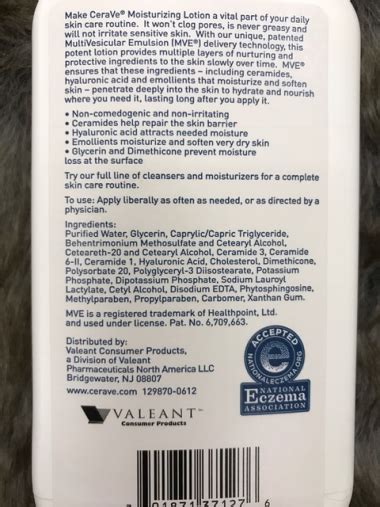 Make CeraVe® Moisturizing Lotion a vital part of your daily
skin care routine. It won't clog pores, is never greasy and
will not irritate sensitive skin. With our unique, patented
MultiVesicular Emulsion (MVE®) delivery technology, this
potent lotion provides multiple layers of nurturing and
protective ingredients to the skin slowly over time. MVE®
ensures that these ingredients – including ceramides,
hyaluronic acid and emollients that moisturize and soften
skin – penetrate deeply into the skin to hydrate and nourish
where you need it, lasting long after you apply it.
• Non-comedogenic and non-irritating
• Ceramides help repair the skin barrier
• Hyaluronic acid attracts needed moisture
• Emollients moisturize and soften very dry skin
• Glycerin and Dimethicone prevent moisture
loss at the surface
Try our full line of cleansers and moisturizers for a complete
skin care routine.
To use: Apply liberally as often as needed, or as directed by a
physician.
Ingredients:
Purified Water, Glycerin, Caprylic/Capric Triglyceride,
Behentrimonium Methosulfate and Cetearyl Alcohol,
Ceteareth-20 and Cetearyl Alcohol, Ceramide 3, Ceramide
6-II, Ceramide 1, Hyaluronic Acid, Cholesterol, Dimethicone,
Polysorbate 20, Polyglyceryl-3 Diisostearate, Potassium
Phosphate, Dipotassium Phosphate, Sodium Lauroyl
Lactylate, Cetyl Alcohol, Disodium EDTA, Phytosphingosine,
Methylparaben, Propylparaben, Carbomer, Xanthan Gum.
MVE is a registered trademark of Healthpoint, Ltd.
and used under license. Pat. No. 6,709,663.
Distributed by:
Valeant Consumer Products,
a Division of Valeant
Pharmaceuticals North America LLC
Bridgewater, NJ 08807
www.cerave.com 129870-0612
ACCEPTED
NATIONALECZEMA.ORG
NATIONAL
Eczema
ASSOCIATION
VALEANT™
Consumer Products
01871 37127 6